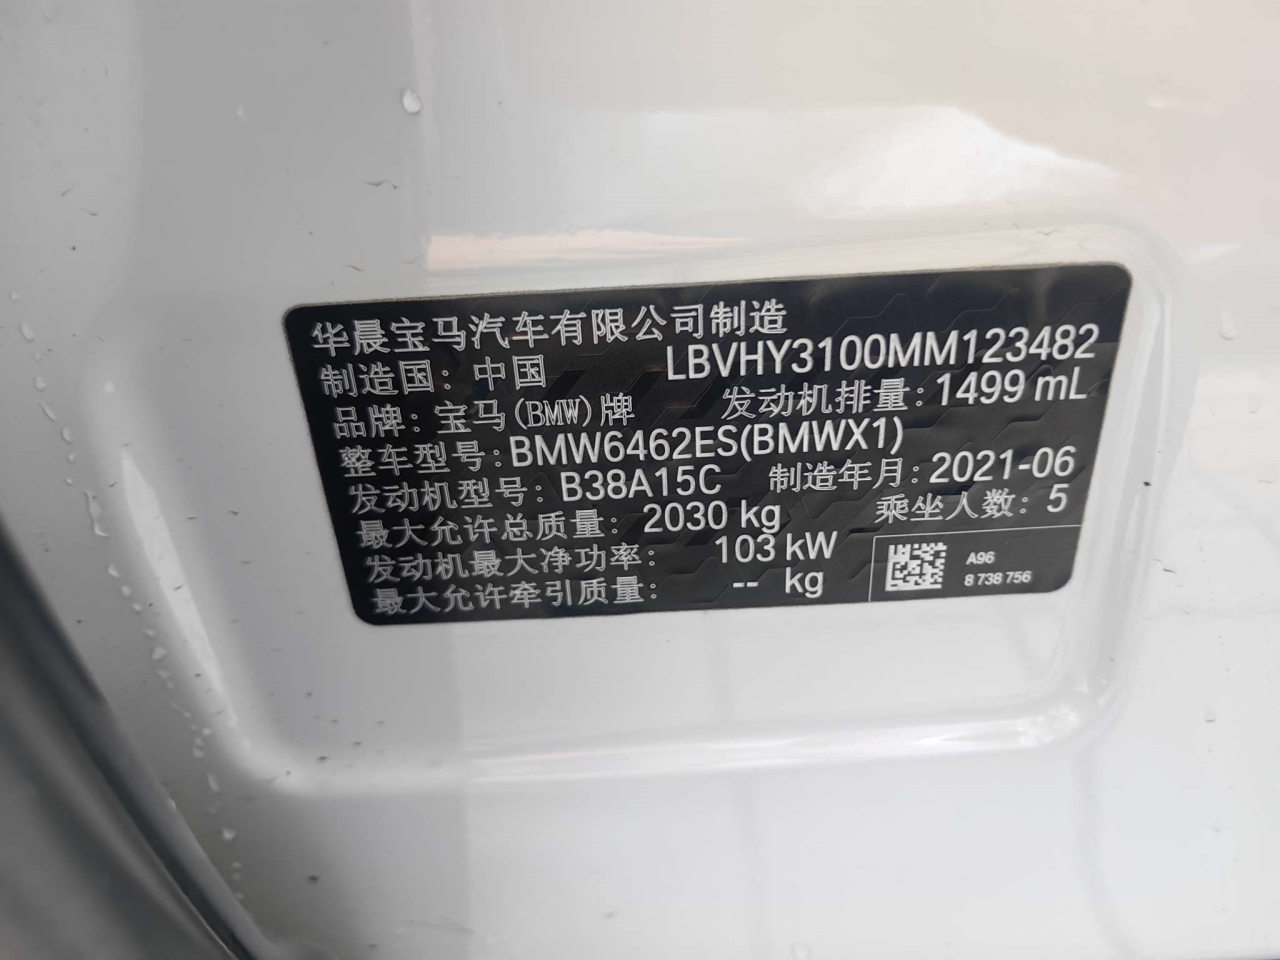 华晨宝马汽车有限公司制造
制造国：中国 LBVHY3100MM123482
品牌：宝马(BMW)牌 发动机排量：1499 mL
整车型号：BMW6462ES(BMWX1)
发动机型号：B38A15C 制造年月：2021-06
最大允许总质量：2030 kg 乘坐人数：5
发动机最大净功率：103 kW
最大允许牵引质量：-- kg
A96
8 738 756